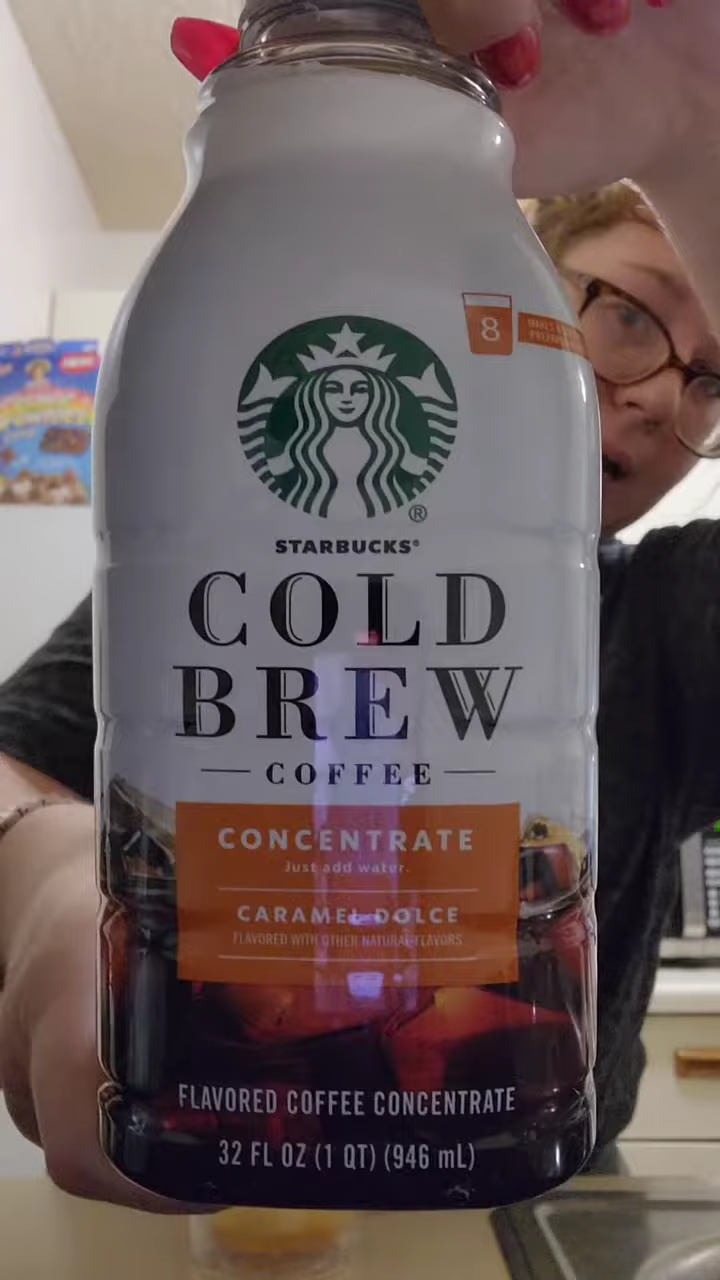 8
MAKES
STARBUCKS®
COLD
BREW
COFFEE
CONCENTRATE
Just add water.
CARAMEL DOLCE
FLAVORED WITH OTHER NATURAL FLAVORS
FLAVORED COFFEE CONCENTRATE
32 FL OZ (1 QT) (946 mL)